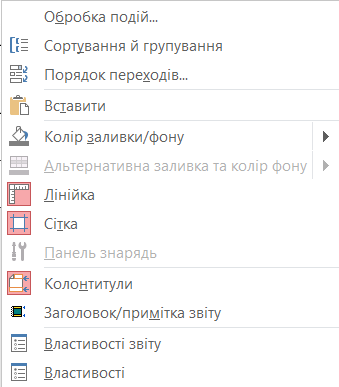 Обробка подій...
Сортування й групування
Порядок переходів...
Вставити
Колір заливки/фону
Альтернативна заливка та колір фону
Лінійка
Сітка
Панель знарядь
Колонтитули
Заголовок/примітка звіту
Властивості звіту
Властивості